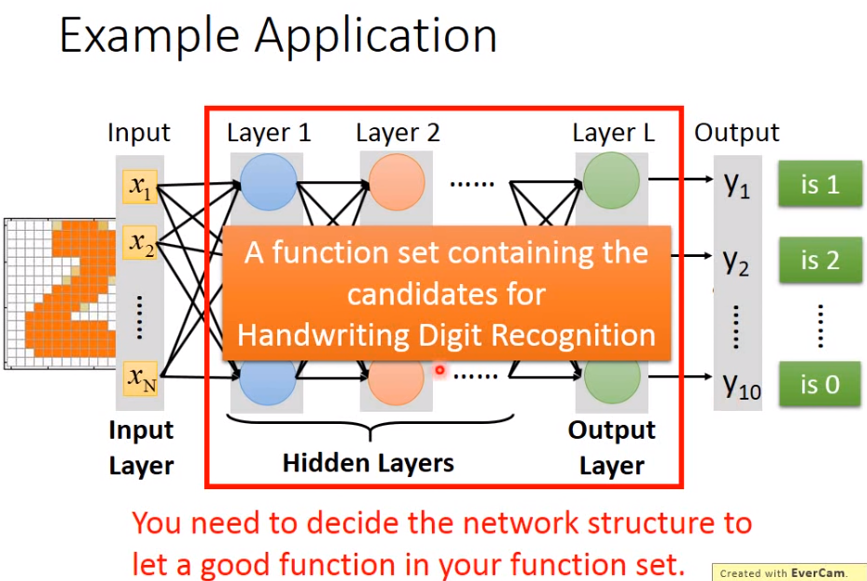 Example Application
Input
Layer 1
Layer 2
Layer L
Output
x₁
......
y₁
is 1
x₂
A function set containing the
candidates for
Handwriting Digit Recognition
y₂
is 2
......
......
......
x_N
......
y₁₀
is 0
Input
Layer
Hidden Layers
Output
Layer
You need to decide the network structure to
let a good function in your function set.
Created with EverCam.